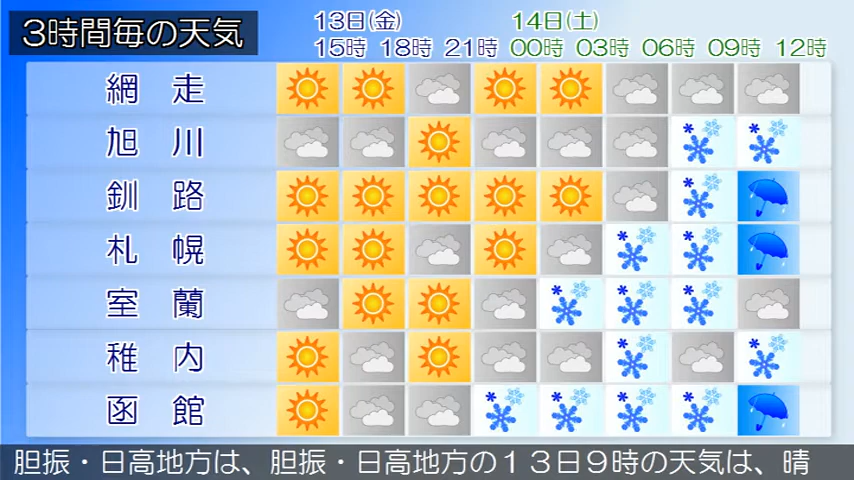 3時間毎の天気
13日(金) 14日(土)
15時 18時 21時 00時 03時 06時 09時 12時
網走
旭川
釧路
札幌
室蘭
稚内
函館
胆振・日高地方は、胆振・日高地方の１３日９時の天気は、晴